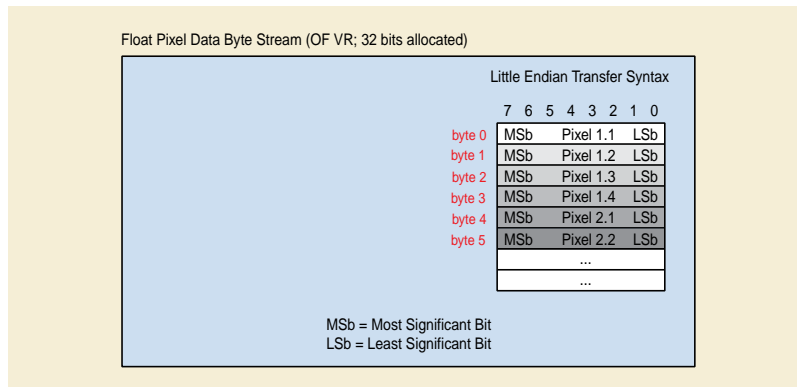 Float Pixel Data Byte Stream (OF VR; 32 bits allocated)
Little Endian Transfer Syntax
7 6 5 4 3 2 1 0
byte 0 MSb Pixel 1.1 LSb
byte 1 MSb Pixel 1.2 LSb
byte 2 MSb Pixel 1.3 LSb
byte 3 MSb Pixel 1.4 LSb
byte 4 MSb Pixel 2.1 LSb
byte 5 MSb Pixel 2.2 LSb
...
...
MSb = Most Significant Bit
LSb = Least Significant Bit